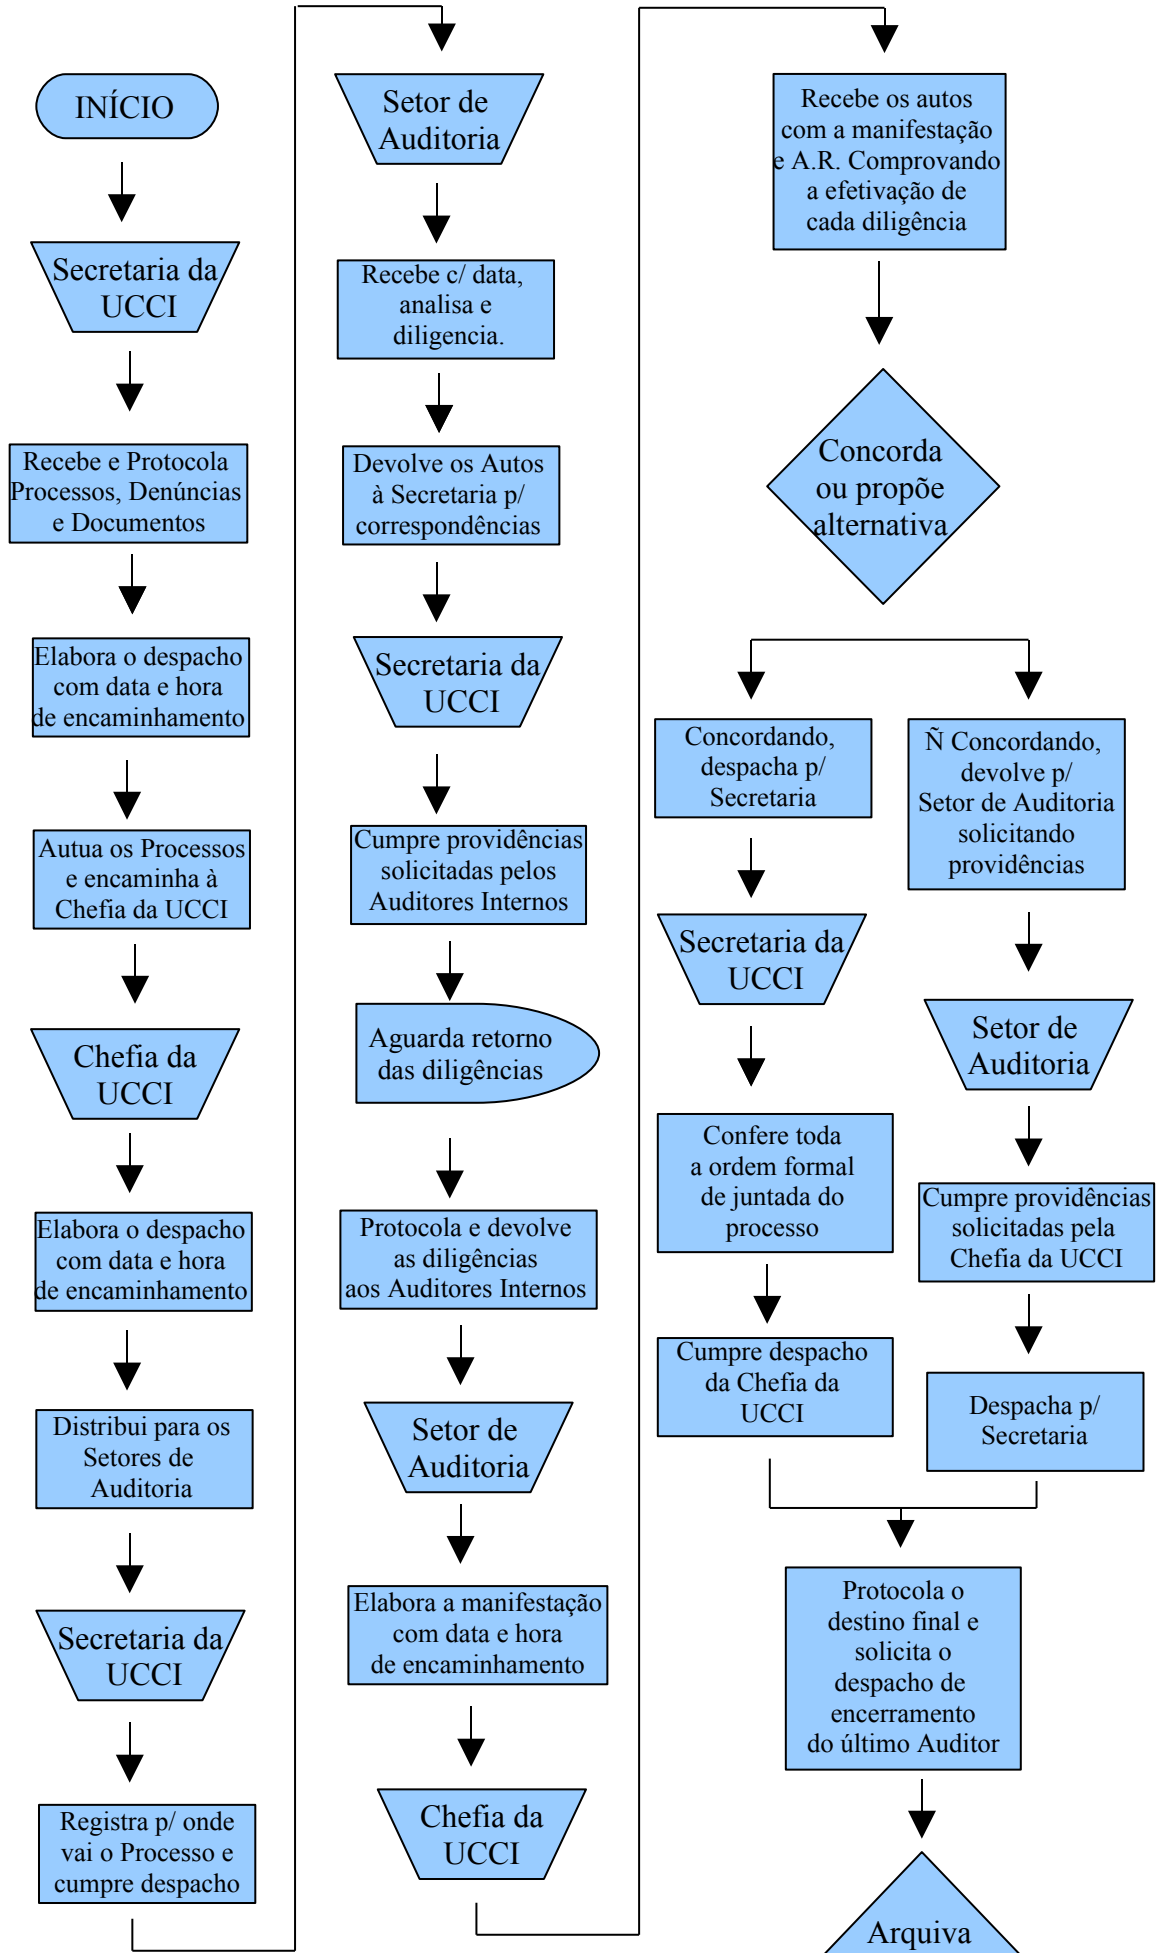 INÍCIO
Secretaria da
UCCI
Recebe e Protocola
Processos, Denúncias
e Documentos
Elabora o despacho
com data e hora
de encaminhamento
Autua os Processos
e encaminha à
Chefia da UCCI
Chefia da
UCCI
Elabora o despacho
com data e hora
de encaminhamento
Distribui para os
Setores de
Auditoria
Secretaria da
UCCI
Registra p/ onde
vai o Processo e
cumpre despacho
Setor de
Auditoria
Recebe c/ data,
analisa e
diligencia.
Devolve os Autos
à Secretaria p/
correspondências
Secretaria da
UCCI
Cumpre providências
solicitadas pelos
Auditores Internos
Aguarda retorno
das diligências
Protocola e devolve
as diligências
aos Auditores Internos
Setor de
Auditoria
Elabora a manifestação
com data e hora
de encaminhamento
Chefia da
UCCI
Recebe os autos
com a manifestação
e A.R. Comprovando
a efetivação de
cada diligência
Concorda
ou propõe
alternativa
Concordando,
despacha p/
Secretaria
Secretaria da
UCCI
Confere toda
a ordem formal
de juntada do
processo
Cumpre despacho
da Chefia da
UCCI
Ñ Concordando,
devolve p/
Setor de Auditoria
solicitando
providências
Setor de
Auditoria
Cumpre providências
solicitadas pela
Chefia da UCCI
Despacha p/
Secretaria
Protocola o
destino final e
solicita o
despacho de
encerramento
do último Auditor
Arquiva